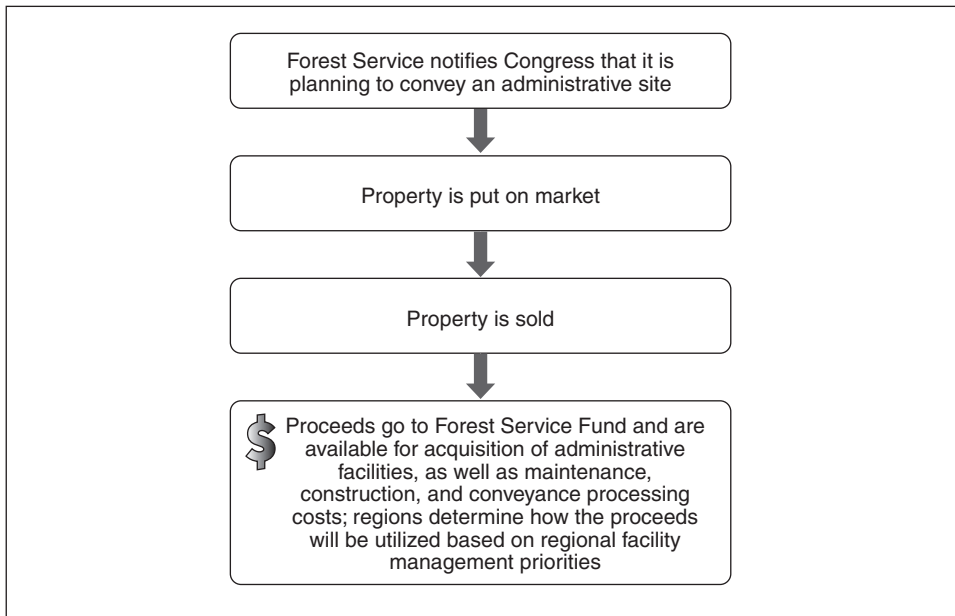 Forest Service notifies Congress that it is
planning to convey an administrative site
Property is put on market
Property is sold
$ Proceeds go to Forest Service Fund and are
available for acquisition of administrative
facilities, as well as maintenance,
construction, and conveyance processing
costs; regions determine how the proceeds
will be utilized based on regional facility
management priorities